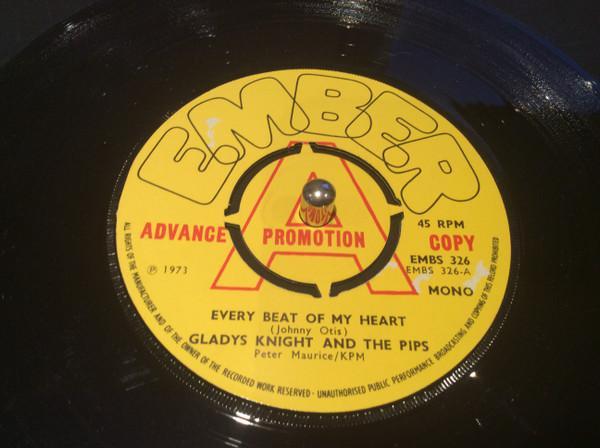 EMBER
A
45 RPM
ADVANCE PROMOTION COPY
EMBS 326
EMBS 326-A
℗ 1973
MONO
EVERY BEAT OF MY HEART
(Johnny Otis)
GLADYS KNIGHT AND THE PIPS
Peter Maurice/KPM
ALL RIGHTS OF THE MANUFACTURER AND OF THE OWNER OF THE RECORDED WORK RESERVED · UNAUTHORISED PUBLIC PERFORMANCE, BROADCASTING AND COPYING OF THIS RECORD PROHIBITED